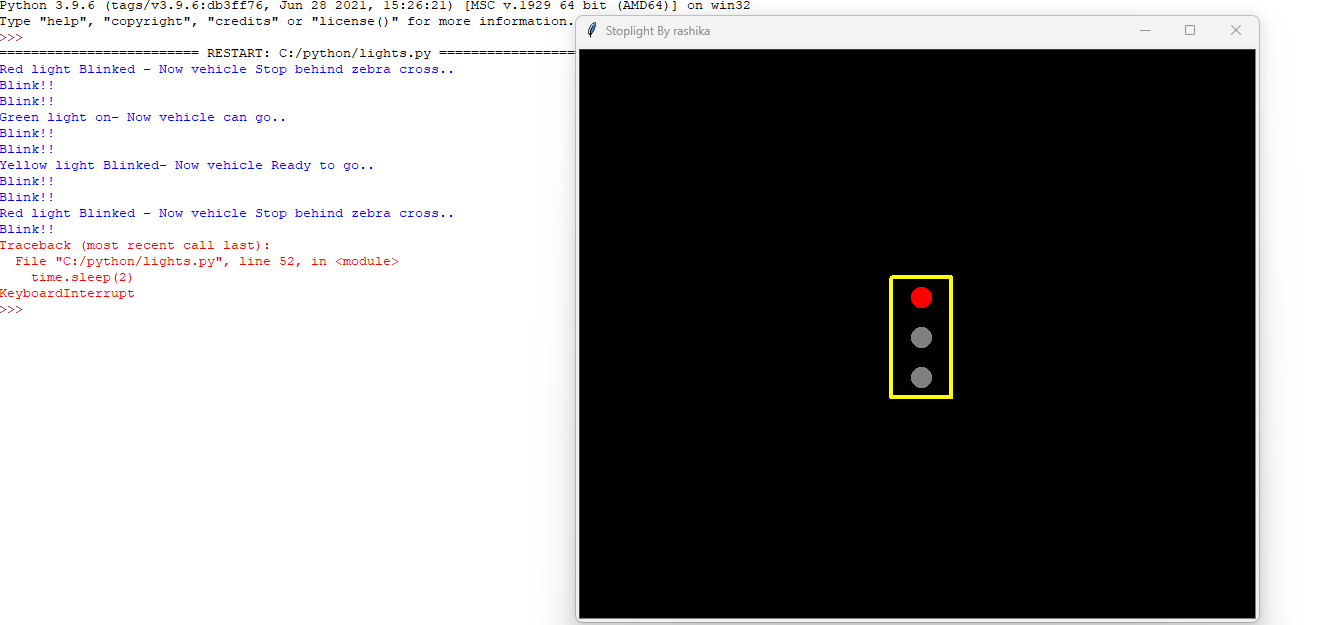 Python 3.9.6 (tags/v3.9.6:db3ff76, Jun 28 2021, 15:26:21) [MSC v.1929 64 bit (AMD64)] on win32
Type "help", "copyright", "credits" or "license()" for more information.
>>>
========================= RESTART: C:/python/lights.py =================
Red light Blinked - Now vehicle Stop behind zebra cross..
Blink!!
Blink!!
Green light on- Now vehicle can go..
Blink!!
Blink!!
Yellow light Blinked- Now vehicle Ready to go..
Blink!!
Blink!!
Red light Blinked - Now vehicle Stop behind zebra cross..
Blink!!
Traceback (most recent call last):
  File "C:/python/lights.py", line 52, in <module>
    time.sleep(2)
KeyboardInterrupt
>>>
Stoplight By rashika